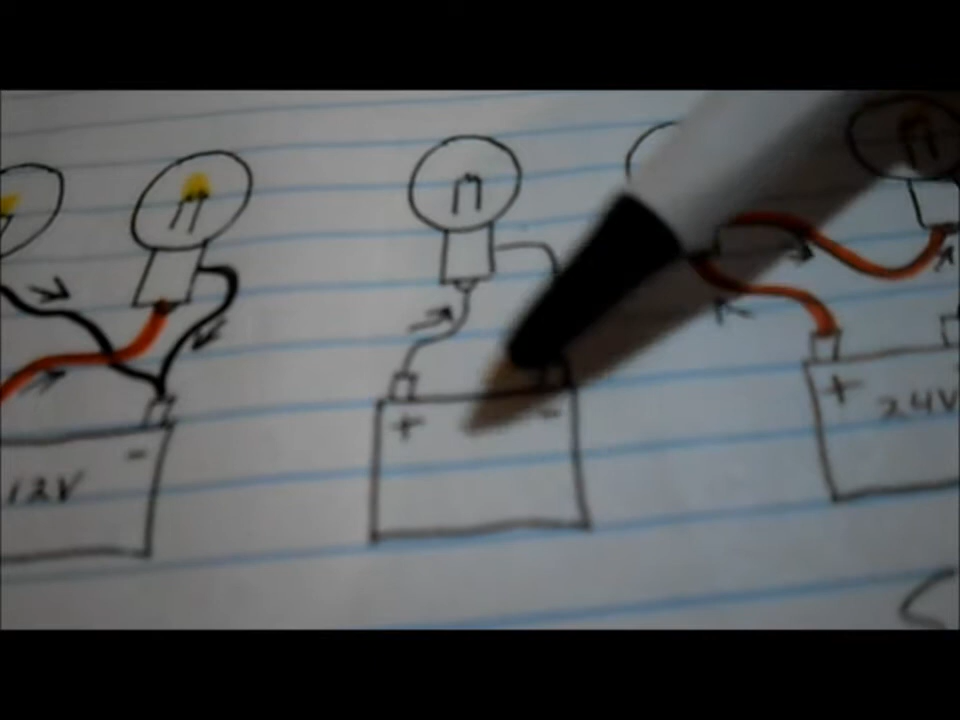 12V -
+ -
+ 24V